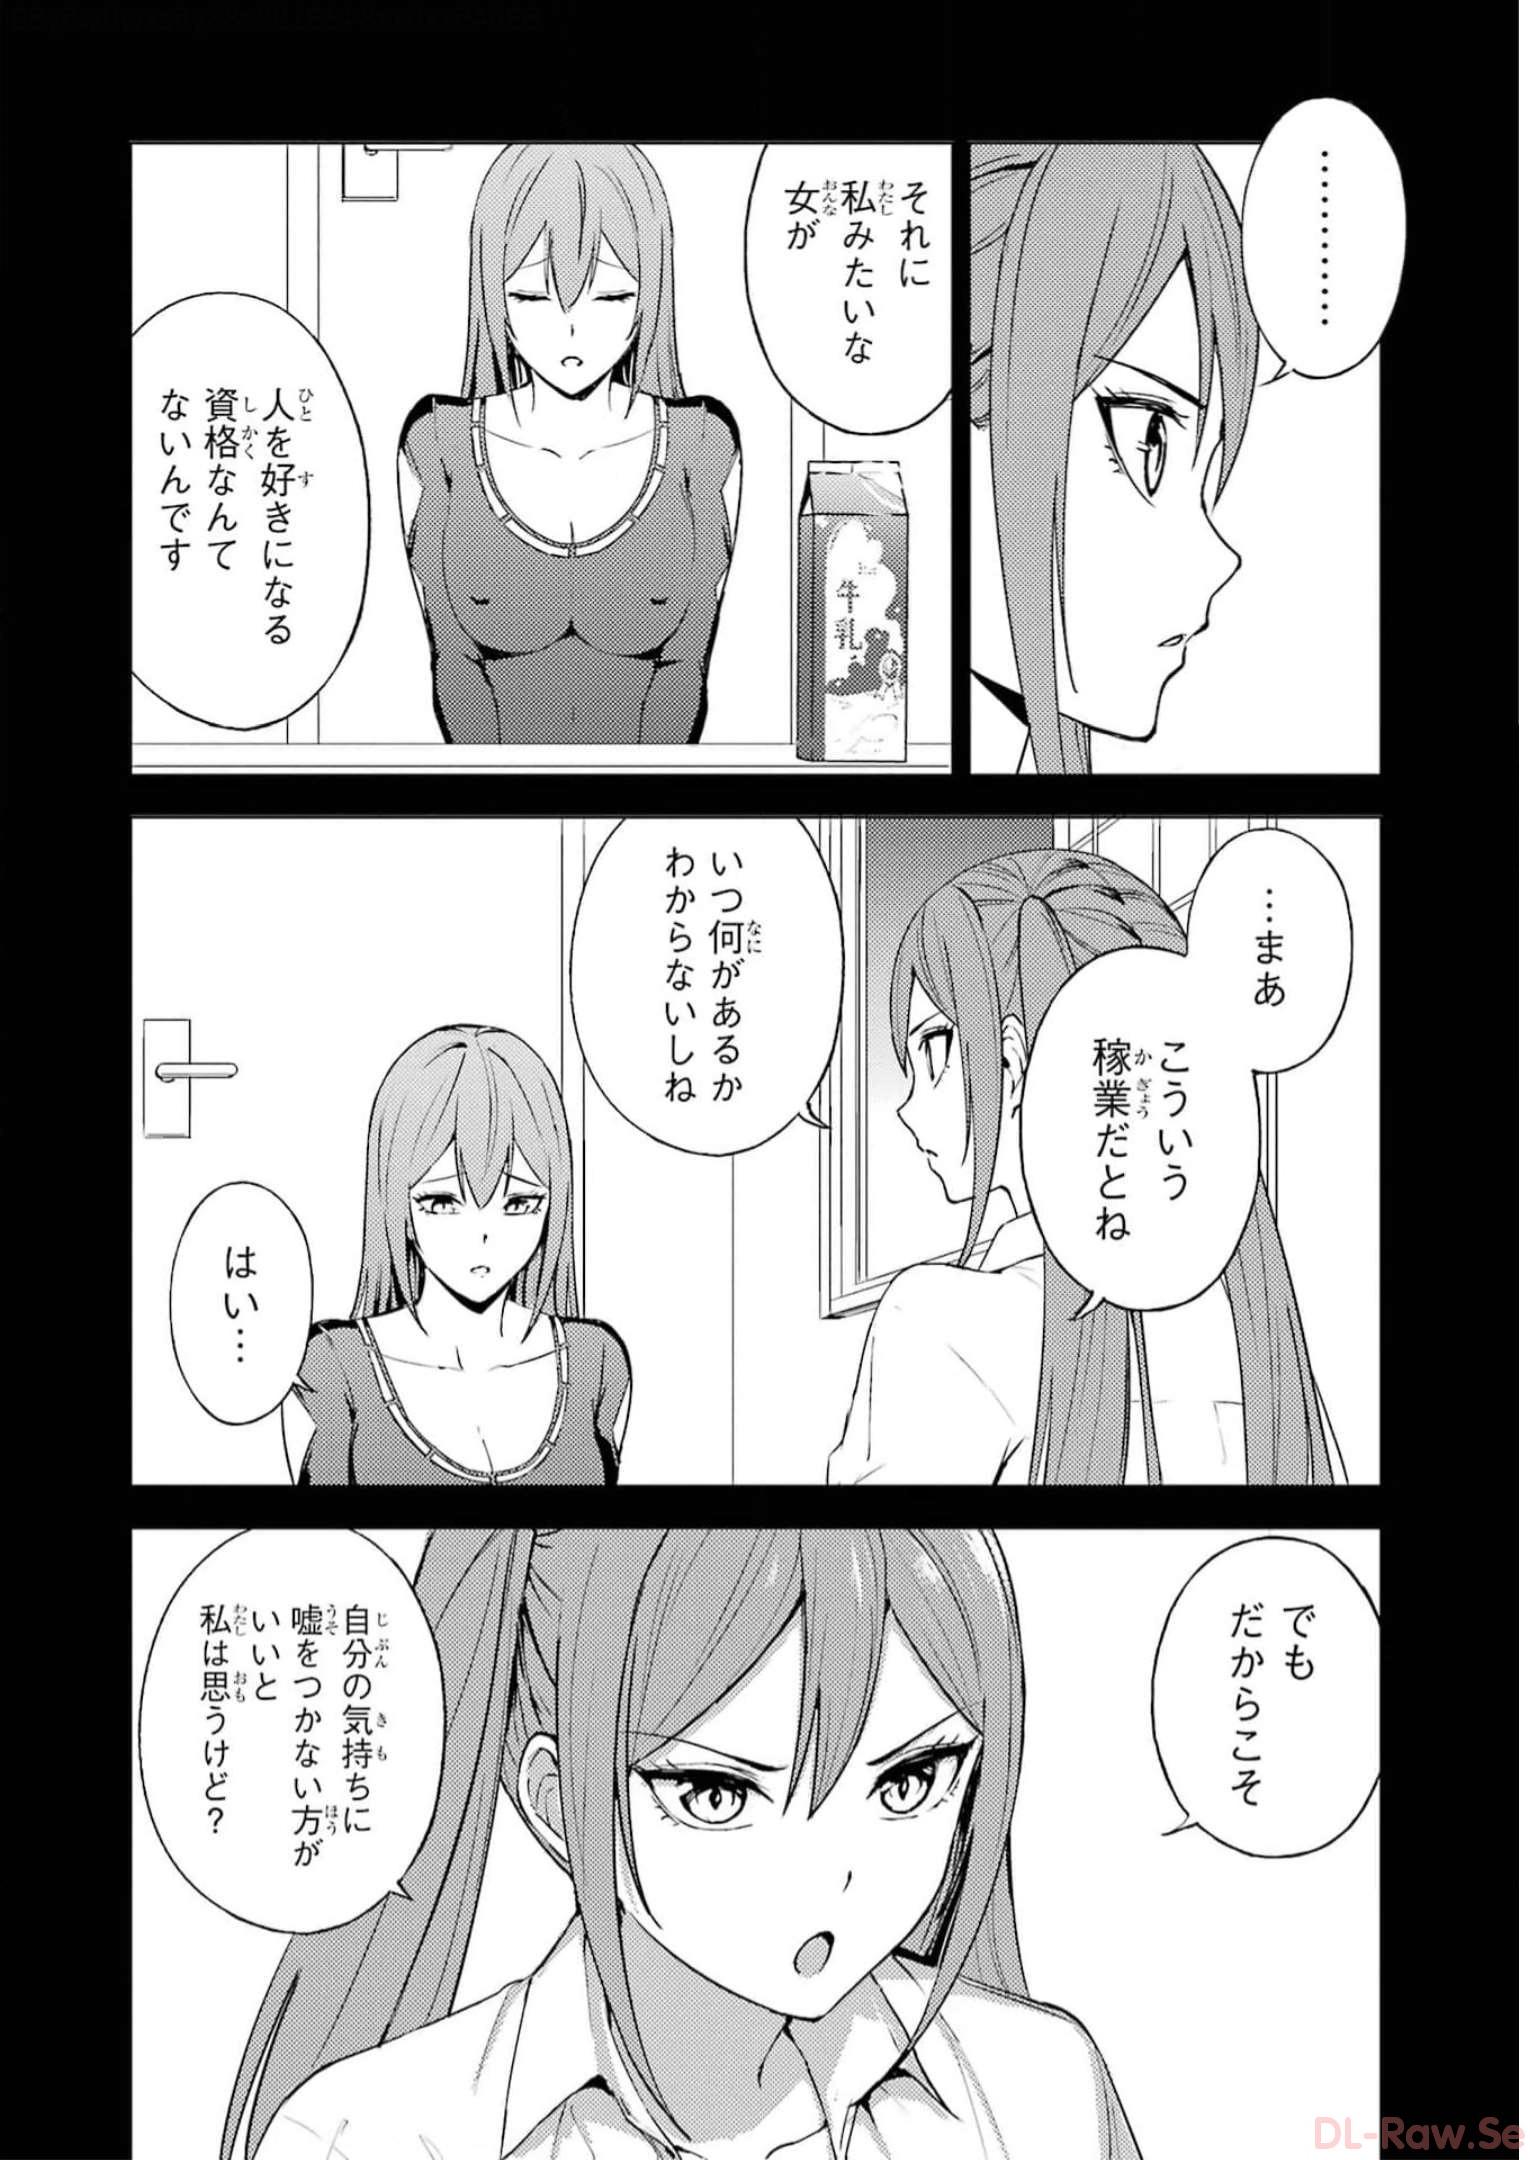 …………
それに
私みたいな
女が
人を好きになる
資格なんて
ないんです
牛乳
…まあ
こういう
稼業だとね
いつ何があるか
わからないしね
はい…
でも
だからこそ
自分の気持ちに
嘘をつかない方が
いいと
私は思うけど？
DL-Raw.Se